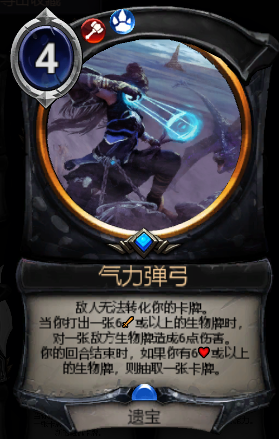 4
气力弹弓
敌人无法转化你的卡牌。
当你打出一张6或以上的生物牌时，
对一张敌方生物牌造成6点伤害。
你的回合结束时，如果你有6或以上
的生物牌，则抽取一张卡牌。
遗宝